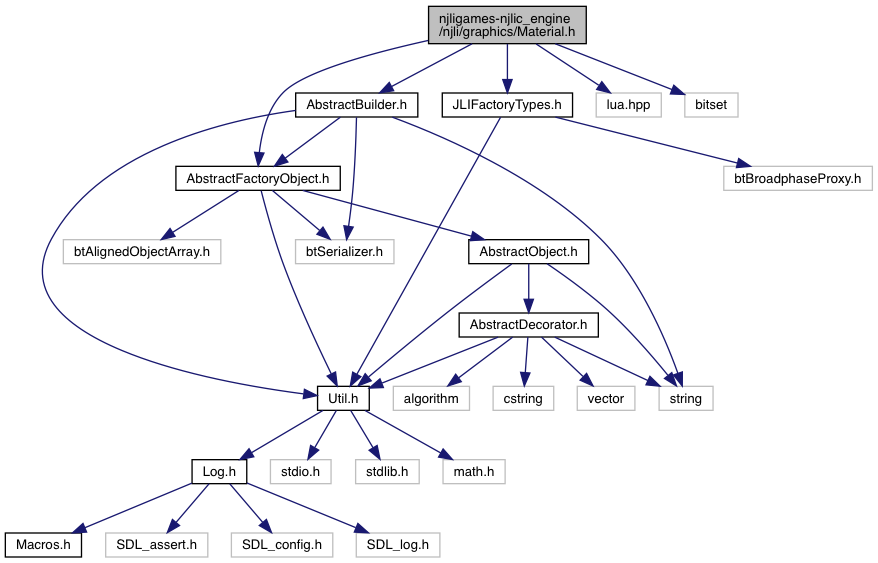 njligames-njlic_engine
/njli/graphics/Material.h
AbstractBuilder.h
JLIFactoryTypes.h
lua.hpp
bitset
AbstractFactoryObject.h
btBroadphaseProxy.h
btAlignedObjectArray.h
btSerializer.h
AbstractObject.h
AbstractDecorator.h
Util.h
algorithm
cstring
vector
string
Log.h
stdio.h
stdlib.h
math.h
Macros.h
SDL_assert.h
SDL_config.h
SDL_log.h